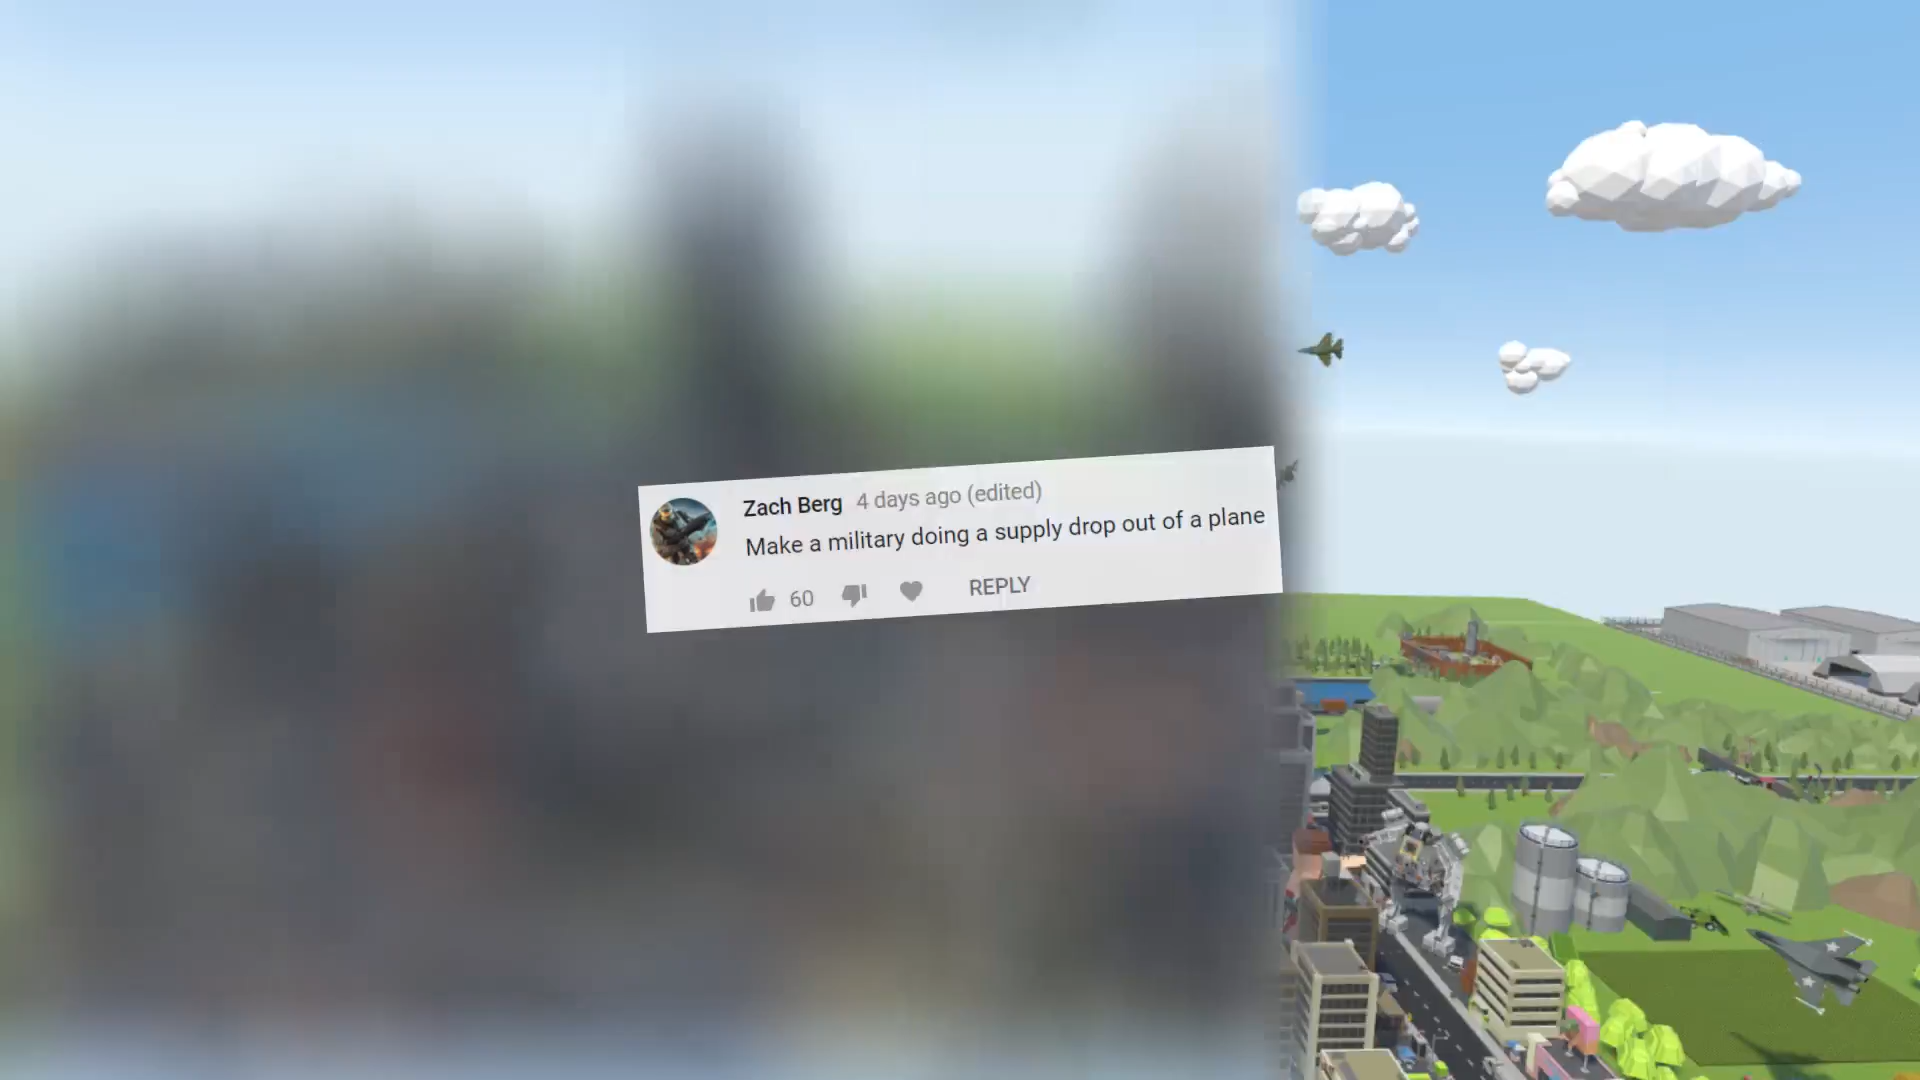 Zach Berg 4 days ago (edited)
Make a military doing a supply drop out of a plane
60 REPLY